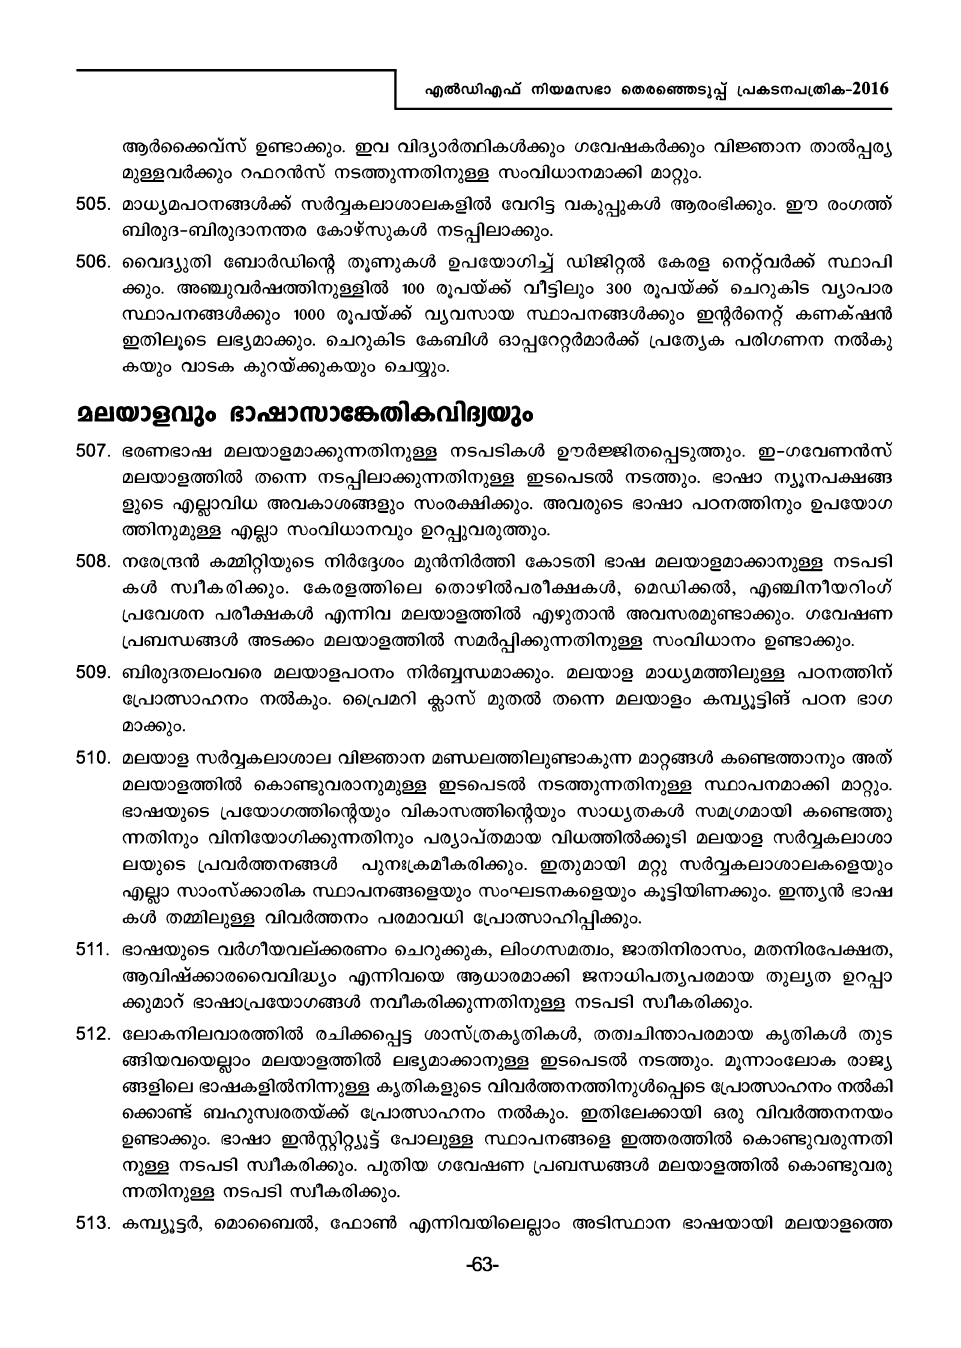 എൽഡിഎഫ് നിയമസഭാ തെരഞ്ഞെടുപ്പ് പ്രകടനപത്രിക-2016
ആർക്കൈവ്സ് ഉണ്ടാക്കും. ഇവ വിദ്യാർത്ഥികൾക്കും ഗവേഷകർക്കും വിജ്ഞാന താൽപ്പര്യ
മുള്ളവർക്കും റഫറൻസ് നടത്തുന്നതിനുള്ള സംവിധാനമാക്കി മാറ്റും.
505. മാധ്യമപഠനങ്ങൾക്ക് സർവ്വകലാശാലകളിൽ വേറിട്ട വകുപ്പുകൾ ആരംഭിക്കും. ഈ രംഗത്ത്
ബിരുദ-ബിരുദാനന്തര കോഴ്സുകൾ നടപ്പിലാക്കും.
506. വൈദ്യുതി ബോർഡിന്റെ തൂണുകൾ ഉപയോഗിച്ച് ഡിജിറ്റൽ കേരള നെറ്റ്‌വർക്ക് സ്ഥാപി
ക്കും. അഞ്ചുവർഷത്തിനുള്ളിൽ 100 രൂപയ്ക്ക് വീട്ടിലും 300 രൂപയ്ക്ക് ചെറുകിട വ്യാപാര
സ്ഥാപനങ്ങൾക്കും 1000 രൂപയ്ക്ക് വ്യവസായ സ്ഥാപനങ്ങൾക്കും ഇന്റർനെറ്റ് കണക്ഷൻ
ഇതിലൂടെ ലഭ്യമാക്കും. ചെറുകിട കേബിൾ ഓപ്പറേറ്റർമാർക്ക് പ്രത്യേക പരിഗണന നൽകു
കയും വാടക കുറയ്ക്കുകയും ചെയ്യും.
മലയാളവും ഭാഷാസാങ്കേതികവിദ്യയും
507. ഭരണഭാഷ മലയാളമാക്കുന്നതിനുള്ള നടപടികൾ ഊർജ്ജിതപ്പെടുത്തും. ഇ-ഗവേണൻസ്
മലയാളത്തിൽ തന്നെ നടപ്പിലാക്കുന്നതിനുള്ള ഇടപെടൽ നടത്തും. ഭാഷാ ന്യൂനപക്ഷങ്ങ
ളുടെ എല്ലാവിധ അവകാശങ്ങളും സംരക്ഷിക്കും. അവരുടെ ഭാഷാ പഠനത്തിനും ഉപയോഗ
ത്തിനുമുള്ള എല്ലാ സംവിധാനവും ഉറപ്പുവരുത്തും.
508. നരേന്ദ്രൻ കമ്മിറ്റിയുടെ നിർദ്ദേശം മുൻനിർത്തി കോടതി ഭാഷ മലയാളമാക്കാനുള്ള നടപടി
കൾ സ്വീകരിക്കും. കേരളത്തിലെ തൊഴിൽപരീക്ഷകൾ, മെഡിക്കൽ, എഞ്ചിനീയറിംഗ്
പ്രവേശന പരീക്ഷകൾ എന്നിവ മലയാളത്തിൽ എഴുതാൻ അവസരമുണ്ടാക്കും. ഗവേഷണ
പ്രബന്ധങ്ങൾ അടക്കം മലയാളത്തിൽ സമർപ്പിക്കുന്നതിനുള്ള സംവിധാനം ഉണ്ടാക്കും.
509. ബിരുദതലംവരെ മലയാളപഠനം നിർബ്ബന്ധമാക്കും. മലയാള മാധ്യമത്തിലുള്ള പഠനത്തിന്
പ്രോത്സാഹനം നൽകും. പ്രൈമറി ക്ലാസ് മുതൽ തന്നെ മലയാളം കമ്പ്യൂട്ടിങ് പഠന ഭാഗ
മാക്കും.
510. മലയാള സർവ്വകലാശാല വിജ്ഞാന മണ്ഡലത്തിലുണ്ടാകുന്ന മാറ്റങ്ങൾ കണ്ടെത്താനും അത്
മലയാളത്തിൽ കൊണ്ടുവരാനുമുള്ള ഇടപെടൽ നടത്തുന്നതിനുള്ള സ്ഥാപനമാക്കി മാറ്റും.
ഭാഷയുടെ പ്രയോഗത്തിന്റെയും വികാസത്തിന്റെയും സാധ്യതകൾ സമഗ്രമായി കണ്ടെത്തു
ന്നതിനും വിനിയോഗിക്കുന്നതിനും പര്യാപ്തമായ വിധത്തിൽക്കൂടി മലയാള സർവ്വകലാശാ
ലയുടെ പ്രവർത്തനങ്ങൾ പുനഃക്രമീകരിക്കും. ഇതുമായി മറ്റു സർവ്വകലാശാലകളെയും
എല്ലാ സാംസ്ക്കാരിക സ്ഥാപനങ്ങളെയും സംഘടനകളെയും കൂട്ടിയിണക്കും. ഇന്ത്യൻ ഭാഷ
കൾ തമ്മിലുള്ള വിവർത്തനം പരമാവധി പ്രോത്സാഹിപ്പിക്കും.
511. ഭാഷയുടെ വർഗീയവല്ക്കരണം ചെറുക്കുക, ലിംഗസമത്വം, ജാതിനിരാസം, മതനിരപേക്ഷത,
ആവിഷ്ക്കാരവൈവിദ്ധ്യം എന്നിവയെ ആധാരമാക്കി ജനാധിപത്യപരമായ തുല്യത ഉറപ്പാ
ക്കുമാറ് ഭാഷാപ്രയോഗങ്ങൾ നവീകരിക്കുന്നതിനുള്ള നടപടി സ്വീകരിക്കും.
512. ലോകനിലവാരത്തിൽ രചിക്കപ്പെട്ട ശാസ്ത്രകൃതികൾ, തത്വചിന്താപരമായ കൃതികൾ തുട
ങ്ങിയവയെല്ലാം മലയാളത്തിൽ ലഭ്യമാക്കാനുള്ള ഇടപെടൽ നടത്തും. മൂന്നാംലോക രാജ്യ
ങ്ങളിലെ ഭാഷകളിൽനിന്നുള്ള കൃതികളുടെ വിവർത്തനത്തിനുൾപ്പെടെ പ്രോത്സാഹനം നൽകി
ക്കൊണ്ട് ബഹുസ്വരതയ്ക്ക് പ്രോത്സാഹനം നൽകും. ഇതിലേക്കായി ഒരു വിവർത്തനനയം
ഉണ്ടാക്കും. ഭാഷാ ഇൻസ്റ്റിറ്റ്യൂട്ട് പോലുള്ള സ്ഥാപനങ്ങളെ ഇത്തരത്തിൽ കൊണ്ടുവരുന്നതി
നുള്ള നടപടി സ്വീകരിക്കും. പുതിയ ഗവേഷണ പ്രബന്ധങ്ങൾ മലയാളത്തിൽ കൊണ്ടുവരു
ന്നതിനുള്ള നടപടി സ്വീകരിക്കും.
513. കമ്പ്യൂട്ടർ, മൊബൈൽ, ഫോൺ എന്നിവയിലെല്ലാം അടിസ്ഥാന ഭാഷയായി മലയാളത്തെ
-63-